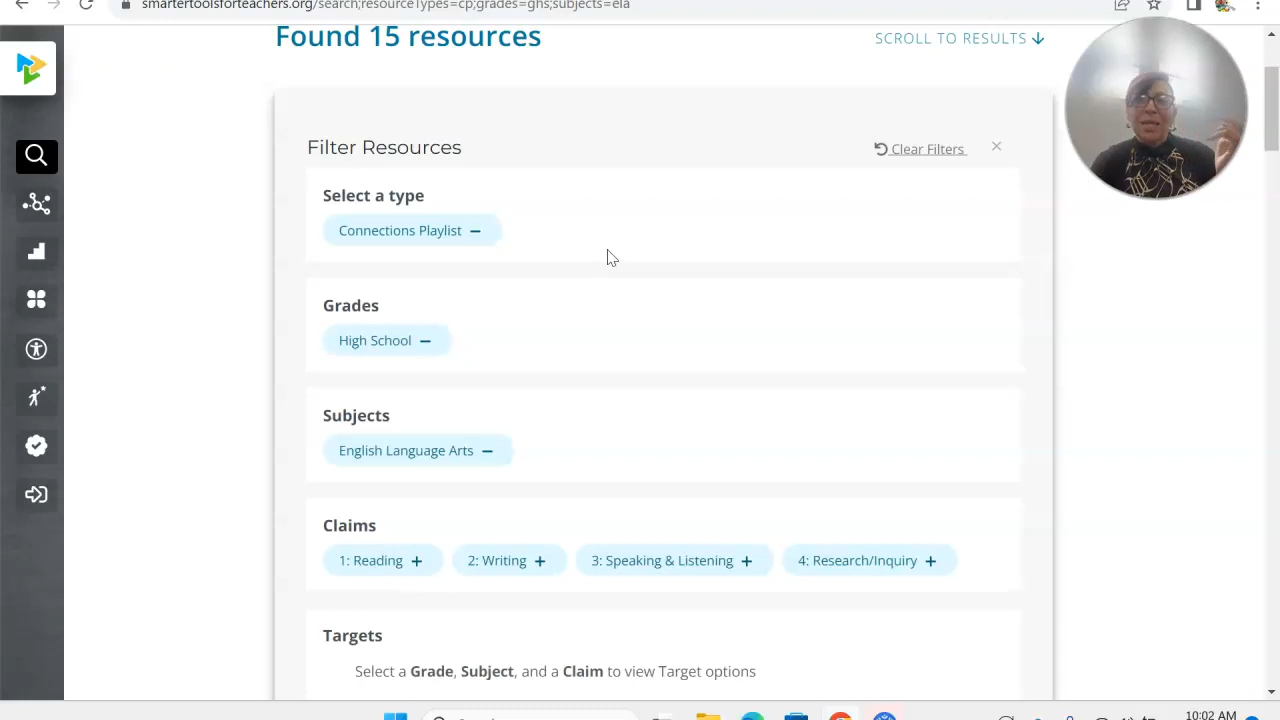 smartertoolsforteachers.org/search;resourceTypes=cp;grades=ghs;subjects=ela
Found 15 resources
SCROLL TO RESULTS
Filter Resources
Clear Filters
Select a type
Connections Playlist
Grades
High School
Subjects
English Language Arts
Claims
1: Reading + 2: Writing + 3: Speaking & Listening + 4: Research/Inquiry +
Targets
Select a Grade, Subject, and a Claim to view Target options
10:02 AM